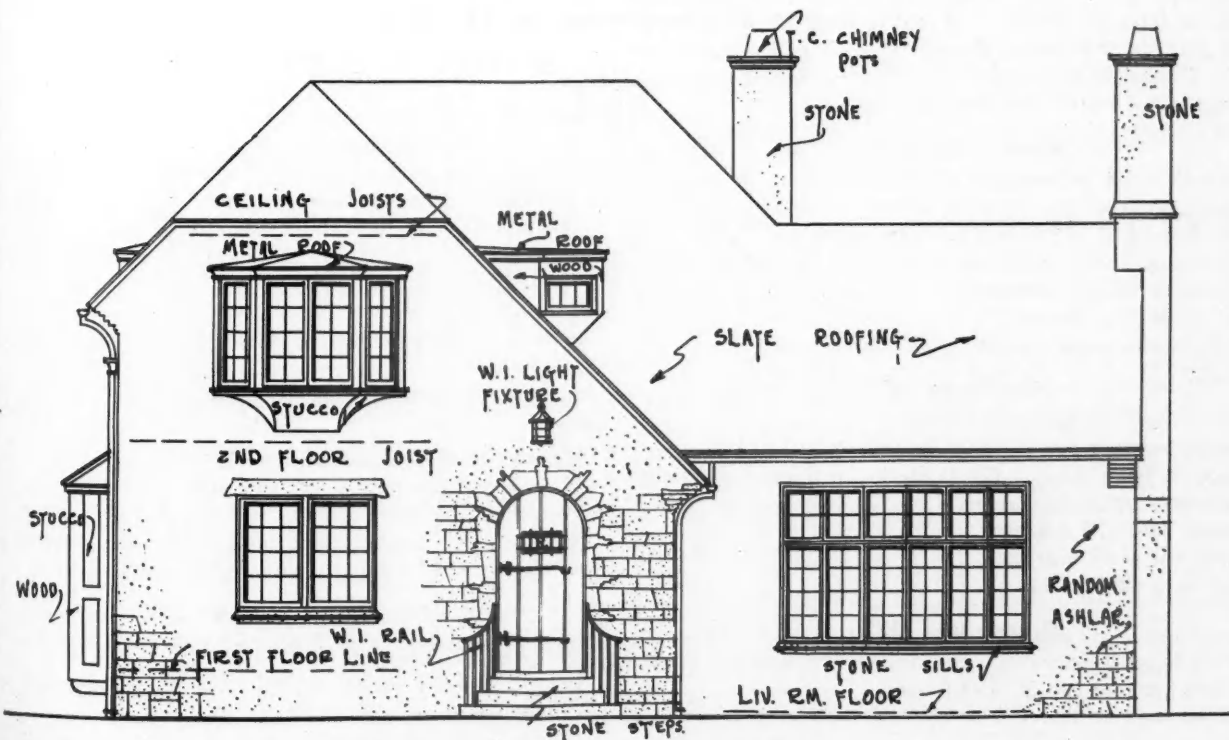 T.C. CHIMNEY
POTS
STONE
STONE
CEILING JOISTS
METAL
ROOF
METAL ROOF
WOOD
SLATE ROOFING
W.I. LIGHT
FIXTURE
STUCCO
2ND FLOOR JOIST
STUCCO
WOOD
RANDOM
ASHLAR
W.I. RAIL
FIRST FLOOR LINE
STONE SILLS
LIV. RM. FLOOR
STONE STEPS.